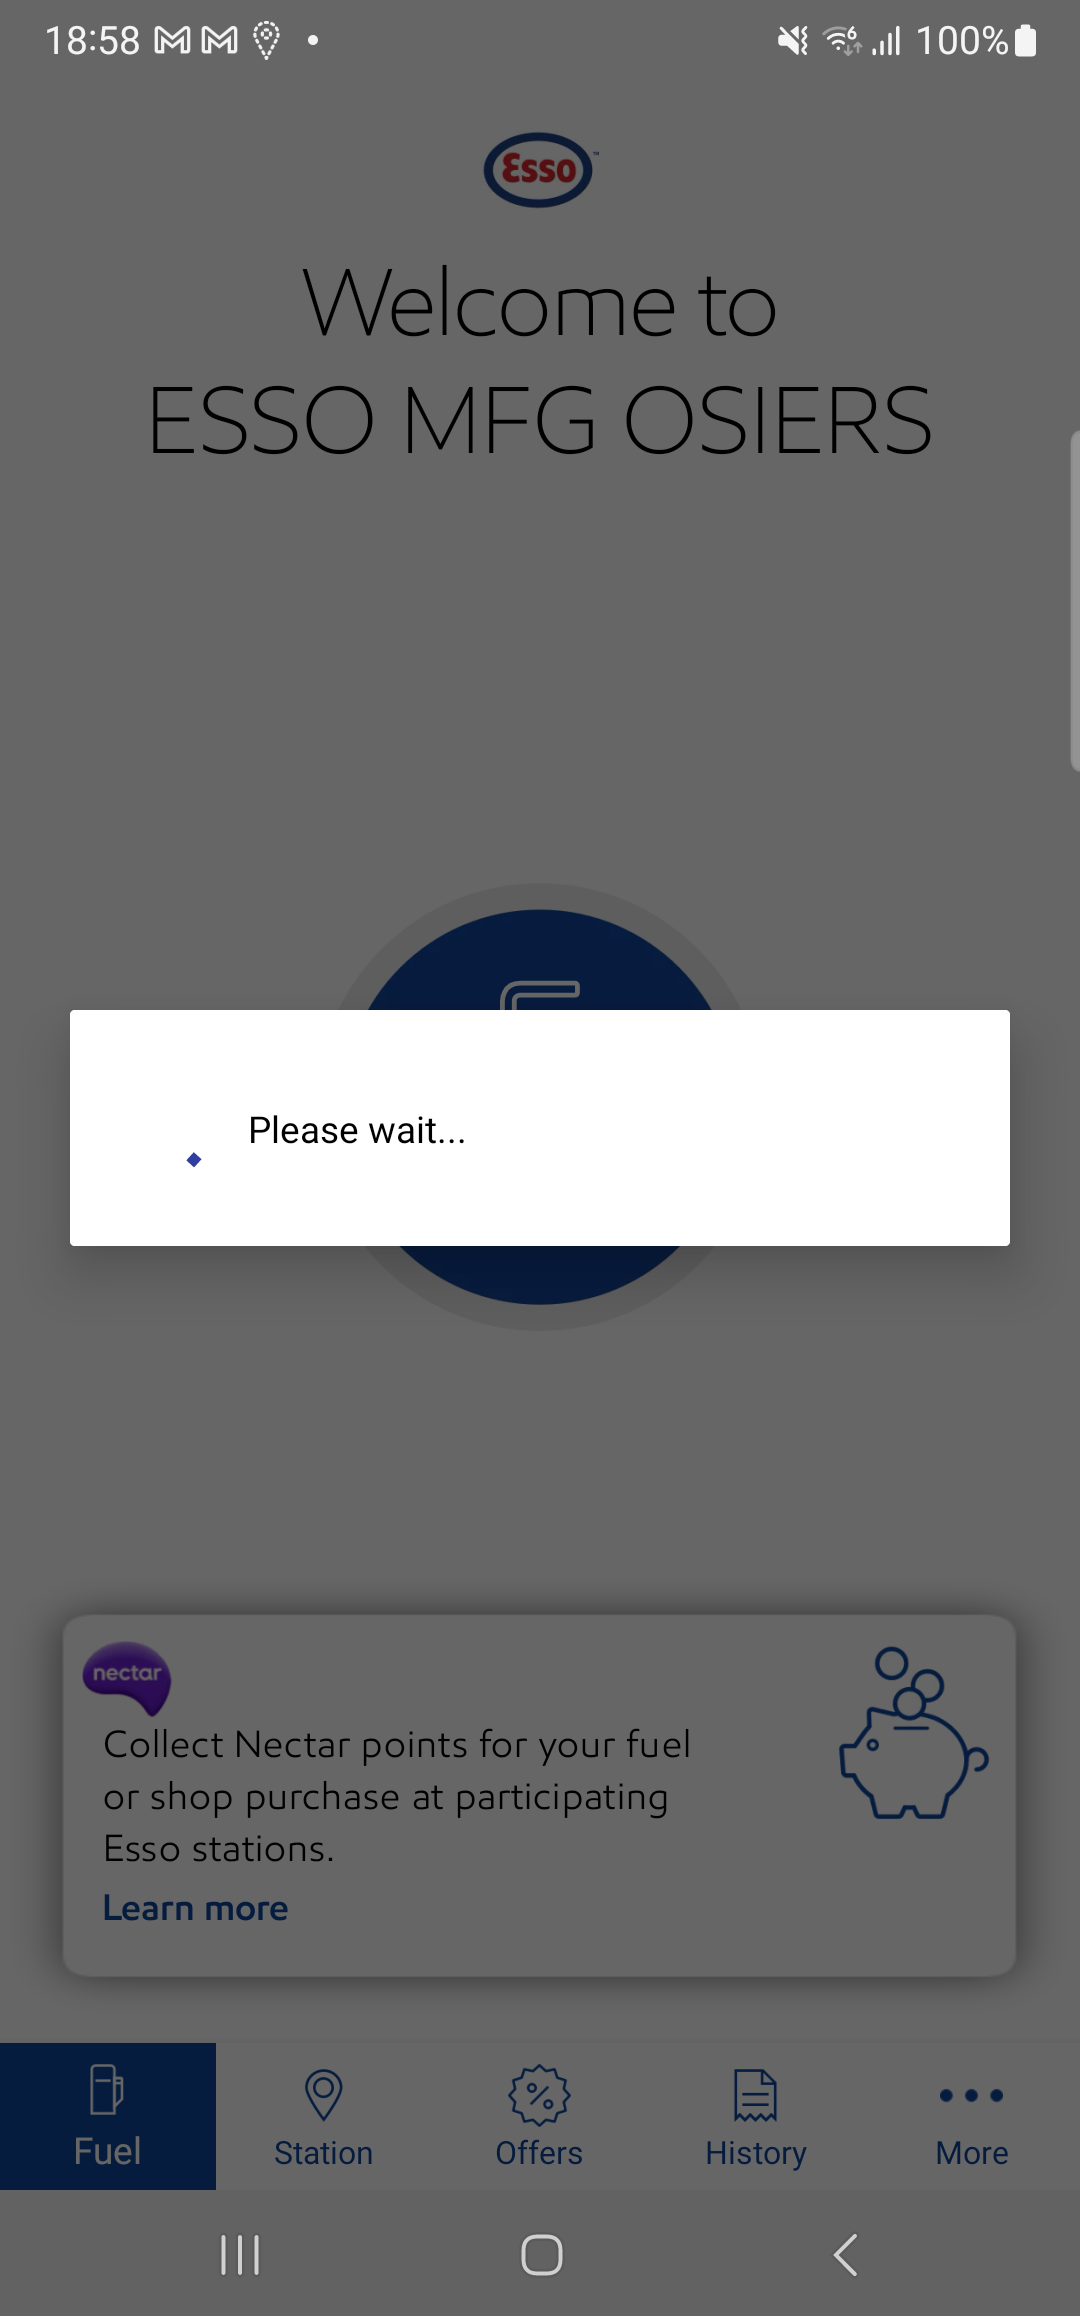 18:58
100%
Esso
Welcome to
ESSO MFG OSIERS
Please wait...
nectar
Collect Nectar points for your fuel
or shop purchase at participating
Esso stations.
Learn more
Fuel
Station
Offers
History
More